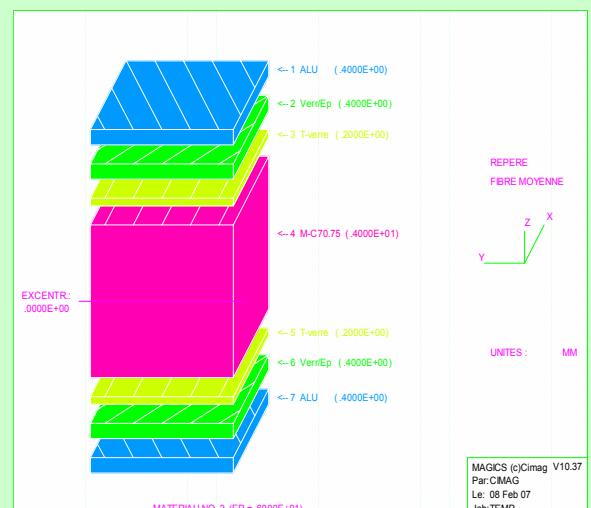 <-- 1 ALU (.4000E+00)
<-- 2 Verr/Ep (.4000E+00)
<-- 3 T-verre (.2000E+00)
<-- 4 M-C70.75 (.4000E+01)
<-- 5 T-verre (.2000E+00)
<-- 6 Verr/Ep (.4000E+00)
<-- 7 ALU (.4000E+00)
EXCENTR.:
.0000E+00
REPERE
FIBRE MOYENNE
Z
X
Y
UNITES : MM
MAGICS (c)Cimag V10.37
Par:CIMAG
Le: 08 Feb 07
Job:TEMP